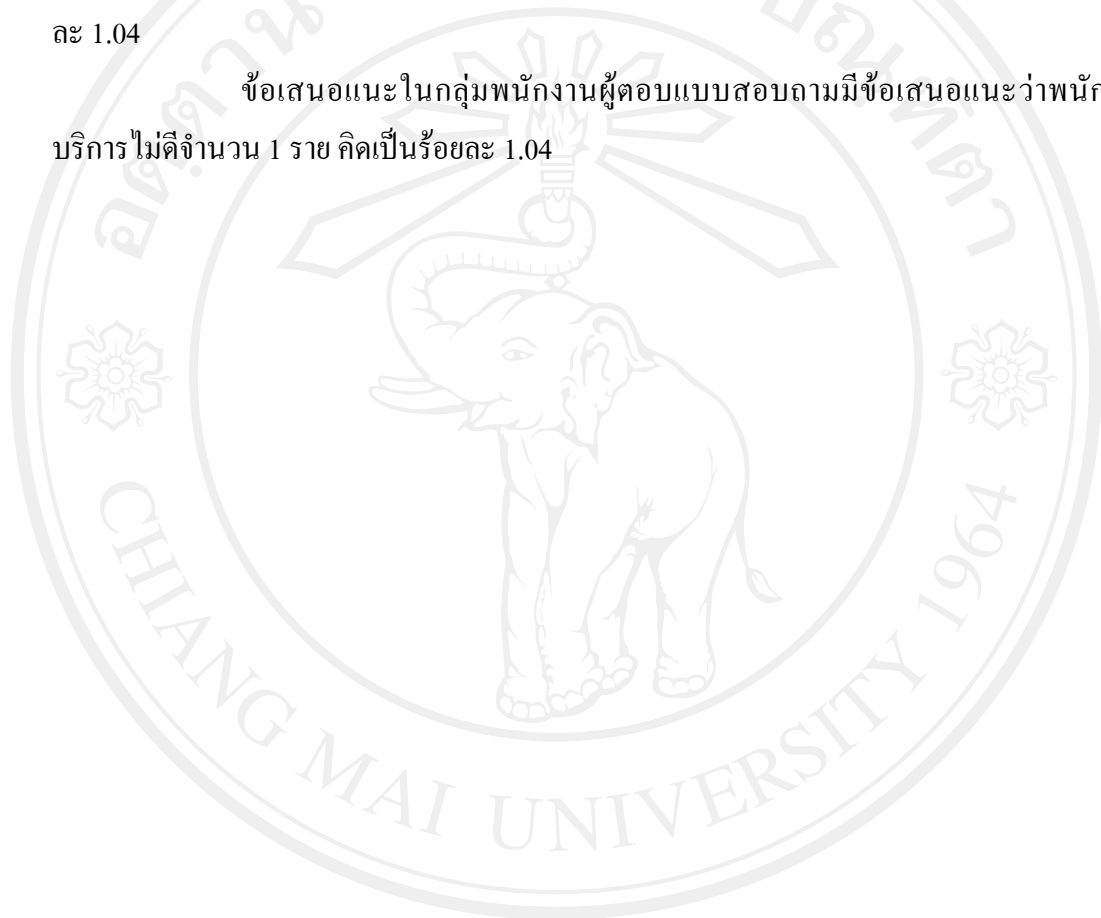 ละ 1.04
ข้อเสนอแนะในกลุ่มพนักงานผู้ตอบแบบสอบถามมีข้อเสนอแนะว่าพนัก
บริการไม่ดีจำนวน 1 ราย คิดเป็นร้อยละ 1.04
CHIANG MAI UNIVERSITY 1964